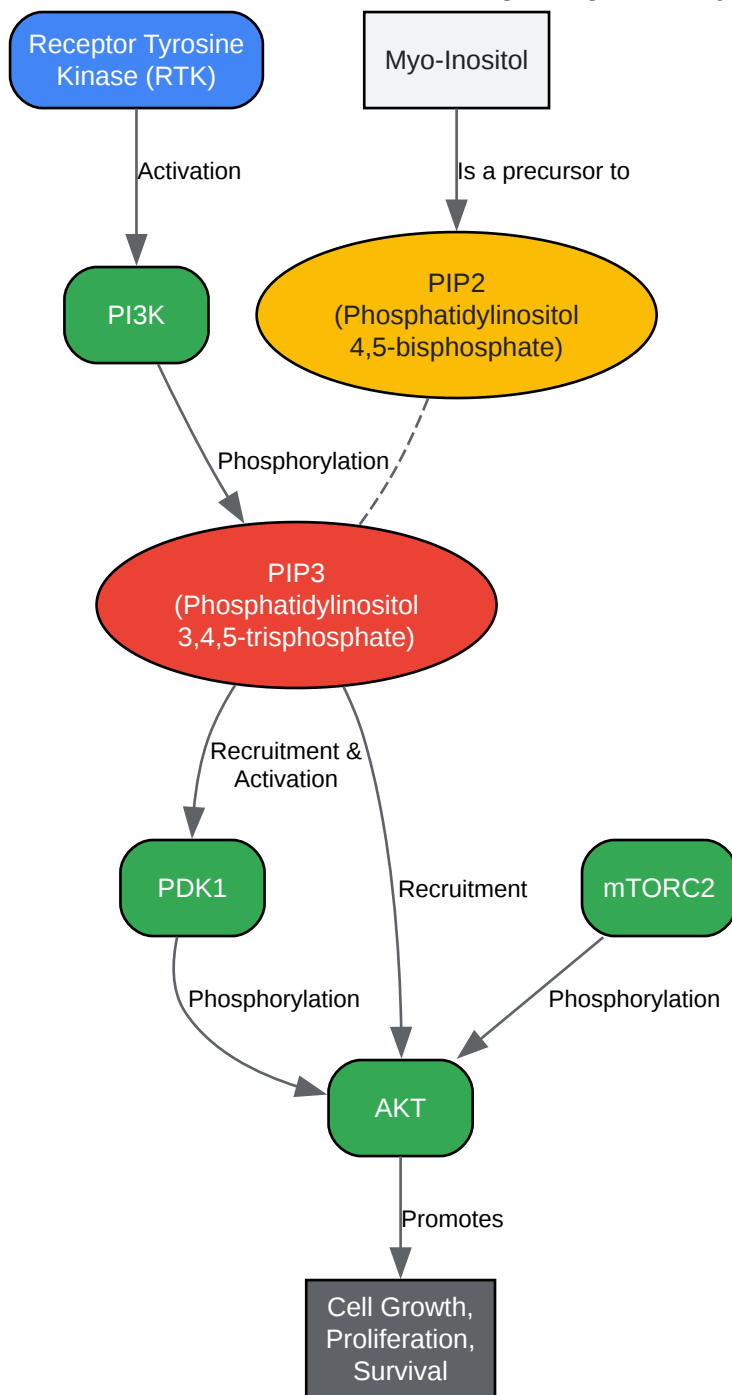 Receptor Tyrosine
Kinase (RTK)
Myo-Inositol
Activation
Is a precursor to
PI3K
PIP2
(Phosphatidylinositol
4,5-bisphosphate)
Phosphorylation
PIP3
(Phosphatidylinositol
3,4,5-trisphosphate)
Recruitment &
Activation
Recruitment
PDK1
mTORC2
Phosphorylation
Phosphorylation
AKT
Promotes
Cell Growth,
Proliferation,
Survival